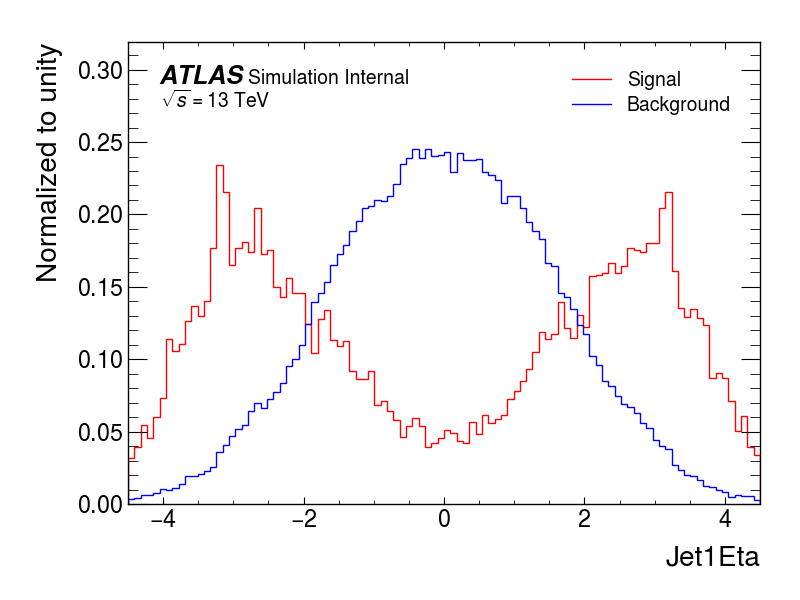 Normalized to unity
ATLAS Simulation Internal
√s = 13 TeV
Signal
Background
0.30
0.25
0.20
0.15
0.10
0.05
0.00
−4 −2 0 2 4
Jet1Eta